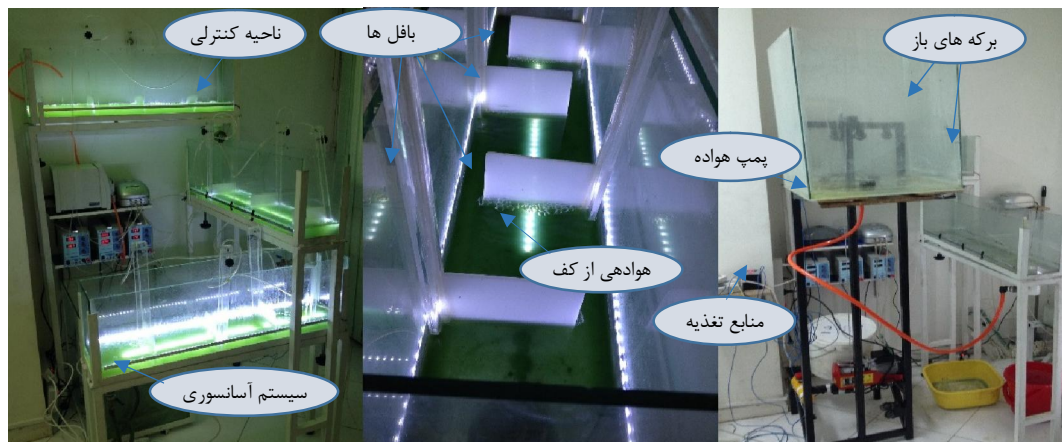 ناحیه کنترلی
بافل ها
برکه های باز
پمپ هواده
هوادهی از کف
منابع تغذیه
سیستم آسانسوری